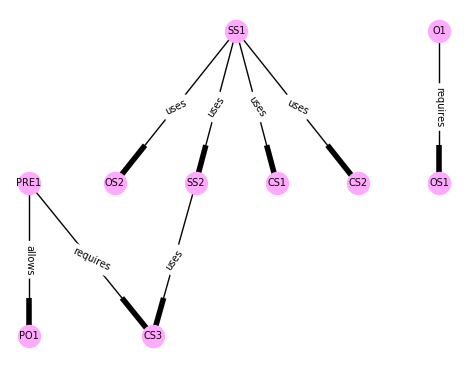 SS1
O1
uses
uses
uses
uses
requires
PRE1
OS2
SS2
CS1
CS2
OS1
allows
requires
uses
PO1
CS3